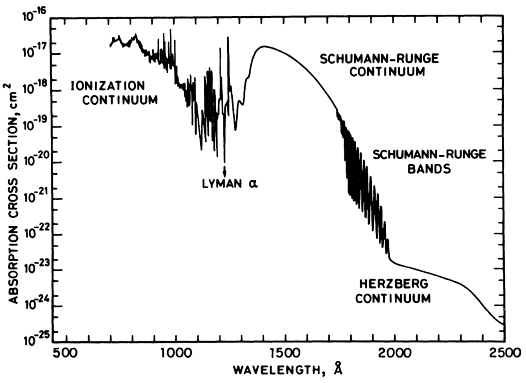 10-16
10-17
10-18
10-19
10-20
10-21
10-22
10-23
10-24
10-25
ABSORPTION CROSS SECTION, cm2
IONIZATION
CONTINUUM
LYMAN α
SCHUMANN-RUNGE
CONTINUUM
SCHUMANN-RUNGE
BANDS
HERZBERG
CONTINUUM
500 1000 1500 2000 2500
WAVELENGTH, Å